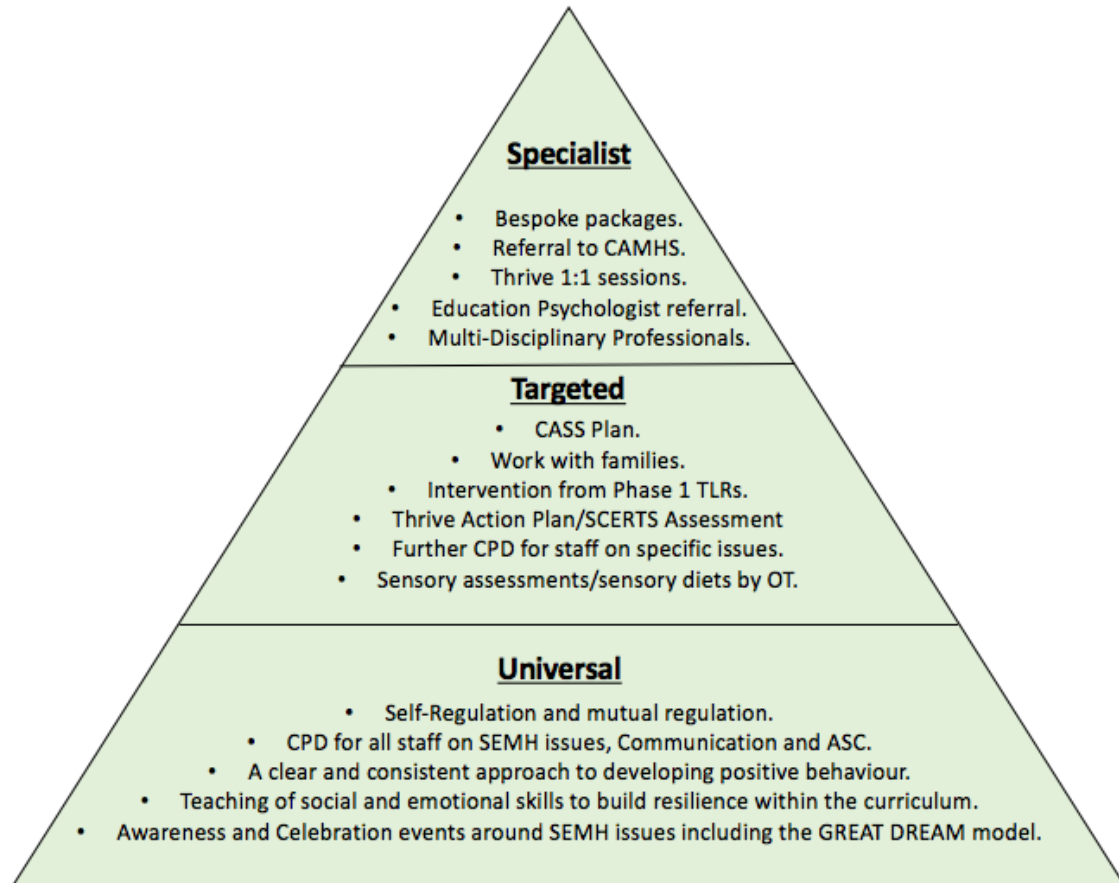 Specialist
• Bespoke packages.
• Referral to CAMHS.
• Thrive 1:1 sessions.
• Education Psychologist referral.
• Multi-Disciplinary Professionals.
Targeted
• CASS Plan.
• Work with families.
• Intervention from Phase 1 TLRs.
• Thrive Action Plan/SCERTS Assessment
• Further CPD for staff on specific issues.
• Sensory assessments/sensory diets by OT.
Universal
• Self-Regulation and mutual regulation.
• CPD for all staff on SEMH issues, Communication and ASC.
• A clear and consistent approach to developing positive behaviour.
• Teaching of social and emotional skills to build resilience within the curriculum.
• Awareness and Celebration events around SEMH issues including the GREAT DREAM model.